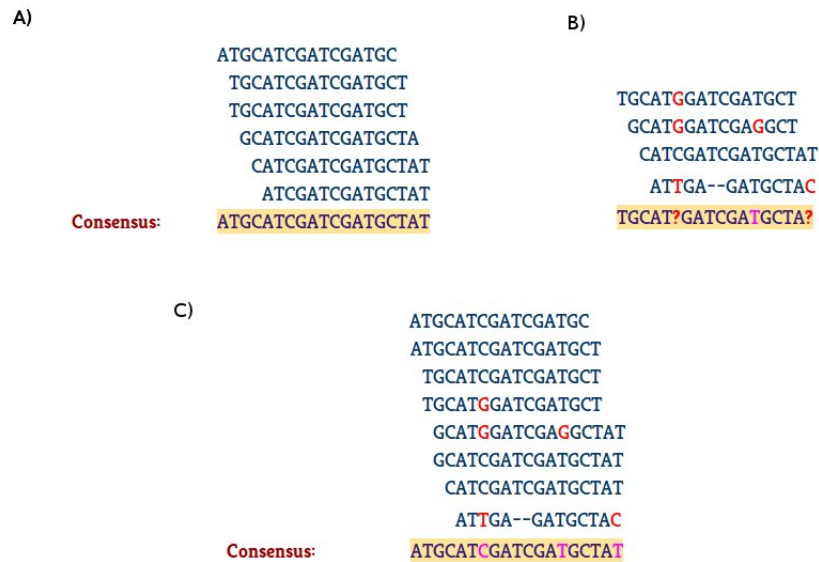 A)
ATGCATCGATCGATGC
TGCATCGATCGATGCT
TGCATCGATCGATGCT
GCATCGATCGATGCTA
CATCGATCGATGCTAT
ATCGATCGATGCTAT
Consensus: ATGCATCGATCGATGCTAT
B)
TGCATGGATCGATGCT
GCATGGATCGAGGCT
CATCGATCGATGCTAT
ATTGA--GATGCTAC
TGCAT?GATCGATGCTA?
C)
ATGCATCGATCGATGC
ATGCATCGATCGATGCT
TGCATCGATCGATGCT
TGCATGGATCGATGCT
GCATGGATCGAGGCTAT
GCATCGATCGATGCTAT
CATCGATCGATGCTAT
ATTGA--GATGCTAC
Consensus: ATGCATCGATCGATGCTAT